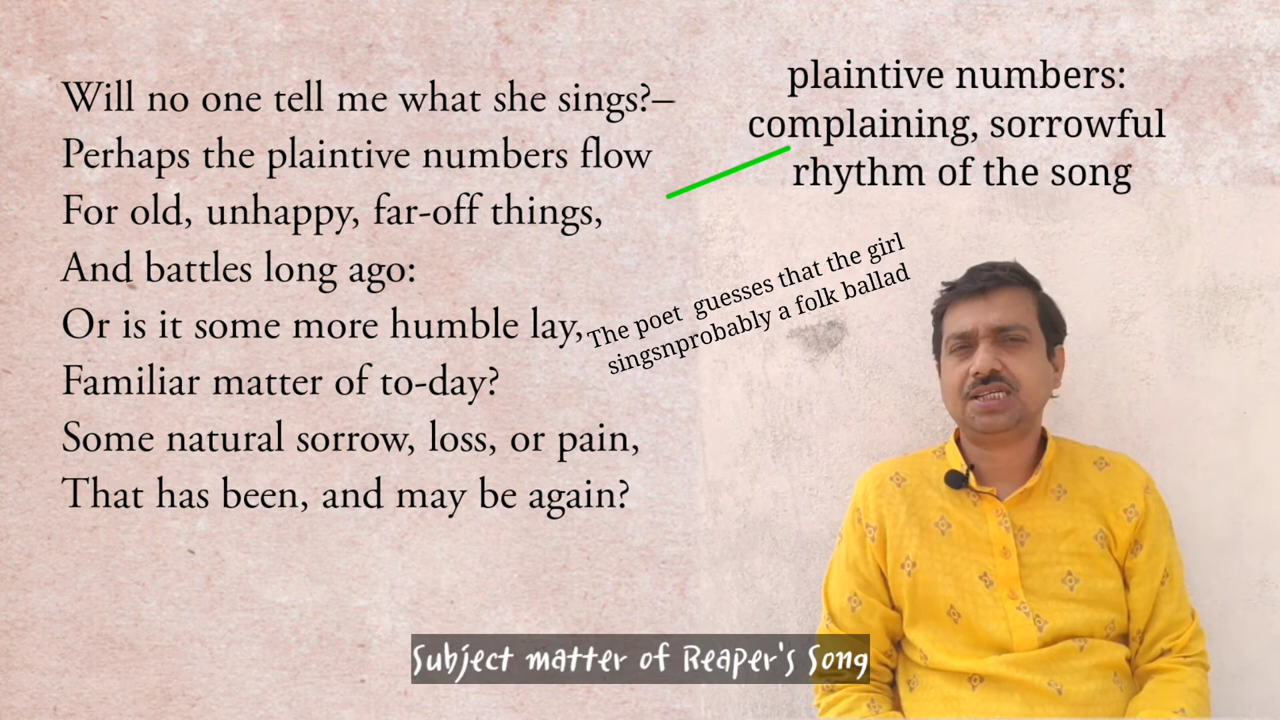 Will no one tell me what she sings?–
Perhaps the plaintive numbers flow
For old, unhappy, far-off things,
And battles long ago:
Or is it some more humble lay,
Familiar matter of to-day?
Some natural sorrow, loss, or pain,
That has been, and may be again?
plaintive numbers:
complaining, sorrowful
rhythm of the song
The poet guesses that the girl
singsnprobably a folk ballad
Subject matter of Reaper's Song